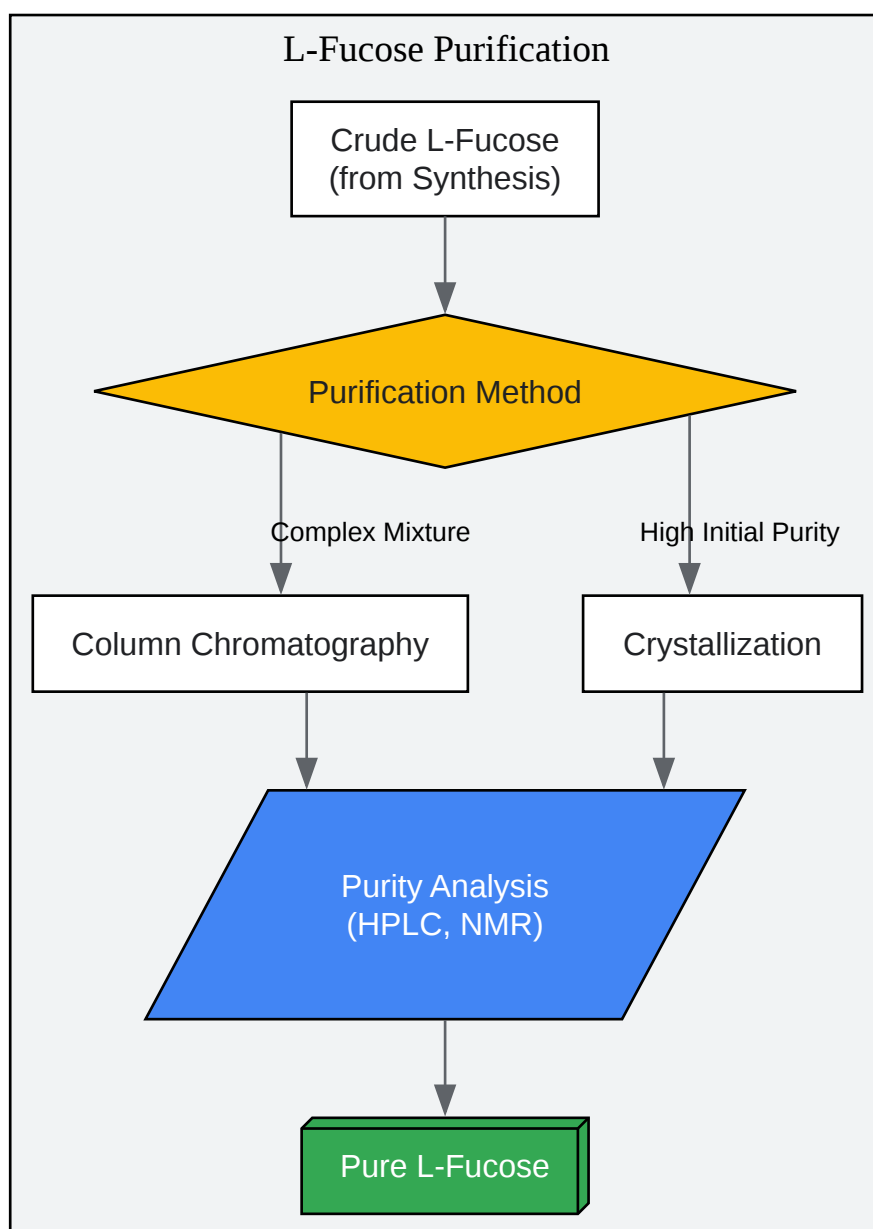 L-Fucose Purification
Crude L-Fucose
(from Synthesis)
Purification Method
Complex Mixture
High Initial Purity
Column Chromatography
Crystallization
Purity Analysis
(HPLC, NMR)
Pure L-Fucose